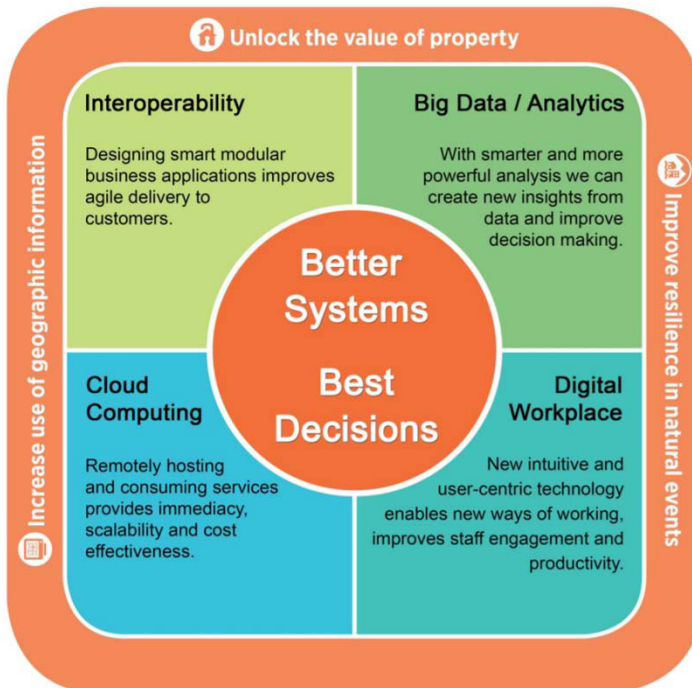 Unlock the value of property
Interoperability
Designing smart modular
business applications improves
agile delivery to
customers.
Big Data / Analytics
With smarter and more
powerful analysis we can
create new insights from
data and improve
decision making.
Better
Systems
Best
Decisions
Cloud
Computing
Remotely hosting
and consuming services
provides immediacy,
scalability and cost
effectiveness.
Digital
Workplace
New intuitive and
user-centric technology
enables new ways of working,
improves staff engagement and
productivity.
Increase use of geographic information
Improve resilience in natural events